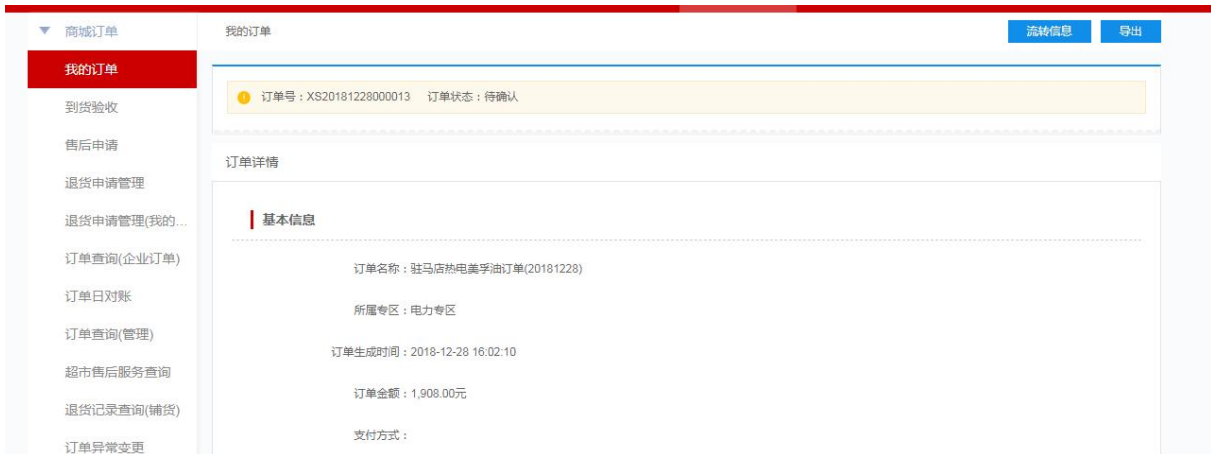 商城订单
我的订单
到货验收
售后申请
退货申请管理
退货申请管理(我的...
订单查询(企业订单)
订单日对账
订单查询(管理)
超市售后服务查询
退货记录查询(铺货)
订单异常变更
我的订单
流转信息
导出
订单号：XS20181228000013 订单状态：待确认
订单详情
基本信息
订单名称：驻马店热电美孚油订单(20181228)
所属专区：电力专区
订单生成时间：2018-12-28 16:02:10
订单金额：1,908.00元
支付方式：